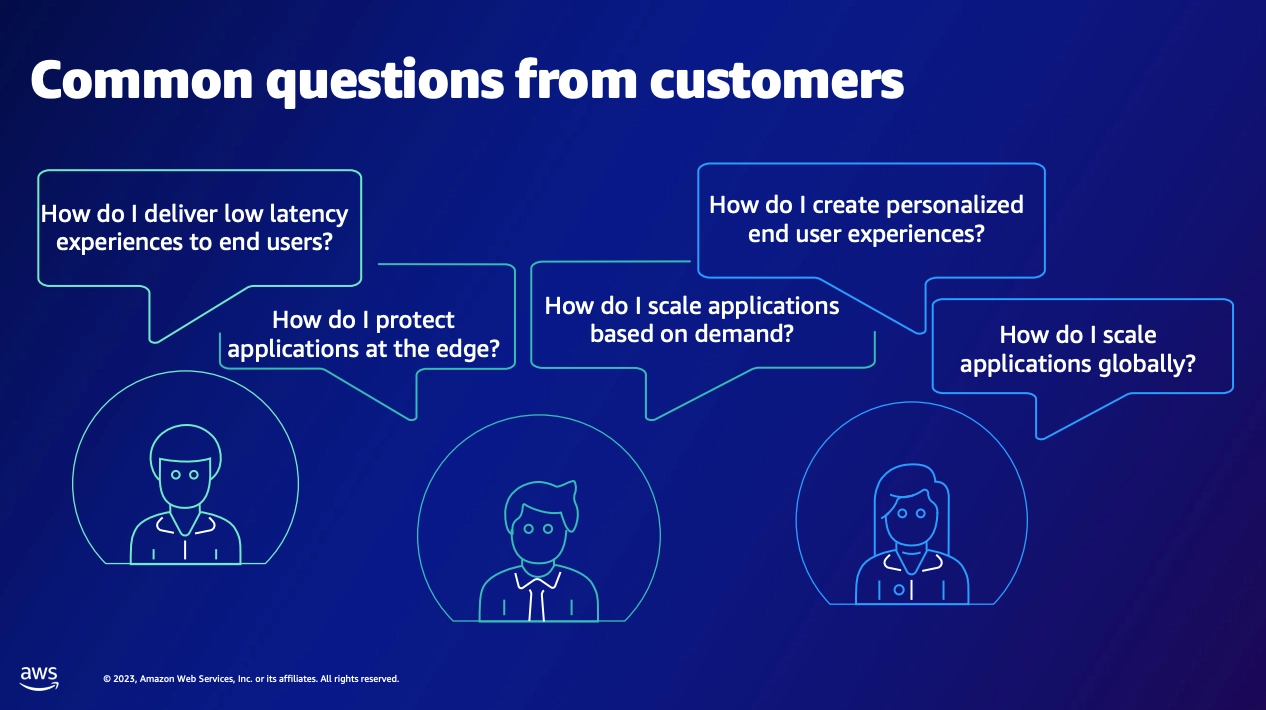 Common questions from customers
How do I deliver low latency
experiences to end users?
How do I protect
applications at the edge?
How do I scale applications
based on demand?
How do I create personalized
end user experiences?
How do I scale
applications globally?
aws
© 2023, Amazon Web Services, Inc. or its affiliates. All rights reserved.